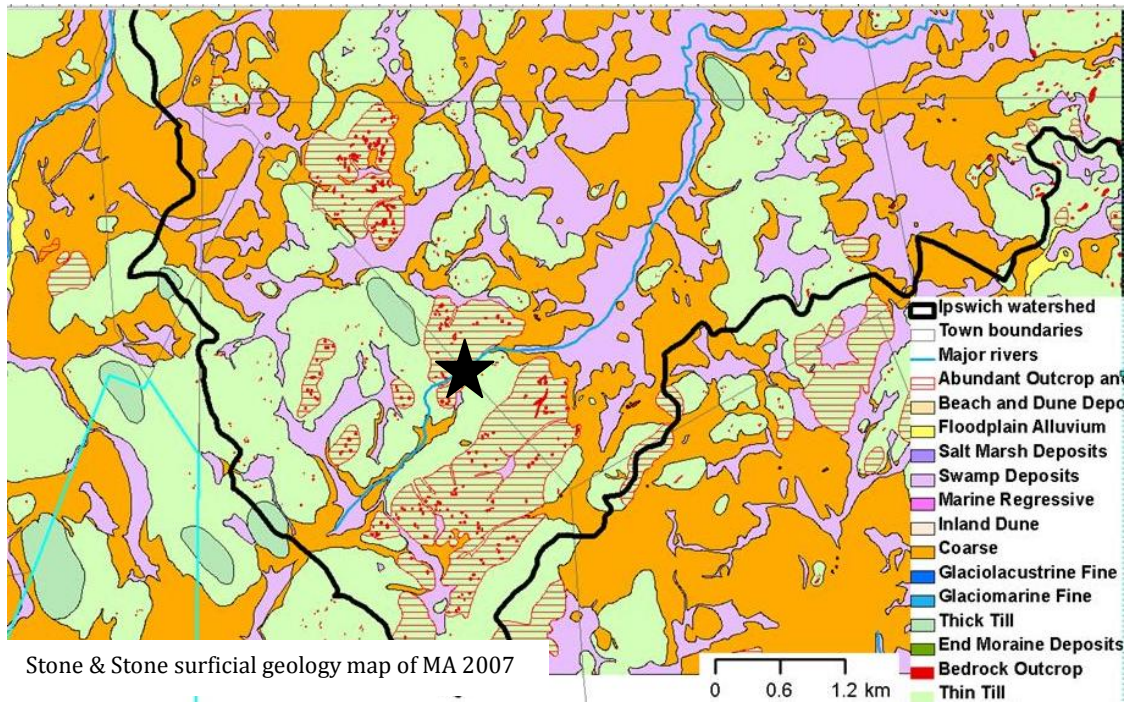 Ipswich watershed
Town boundaries
Major rivers
Abundant Outcrop an
Beach and Dune Depo
Floodplain Alluvium
Salt Marsh Deposits
Swamp Deposits
Marine Regressive
Inland Dune
Coarse
Glaciolacustrine Fine
Glaciomarine Fine
Thick Till
End Moraine Deposits
Bedrock Outcrop
Thin Till
Stone & Stone surficial geology map of MA 2007
0 0.6 1.2 km